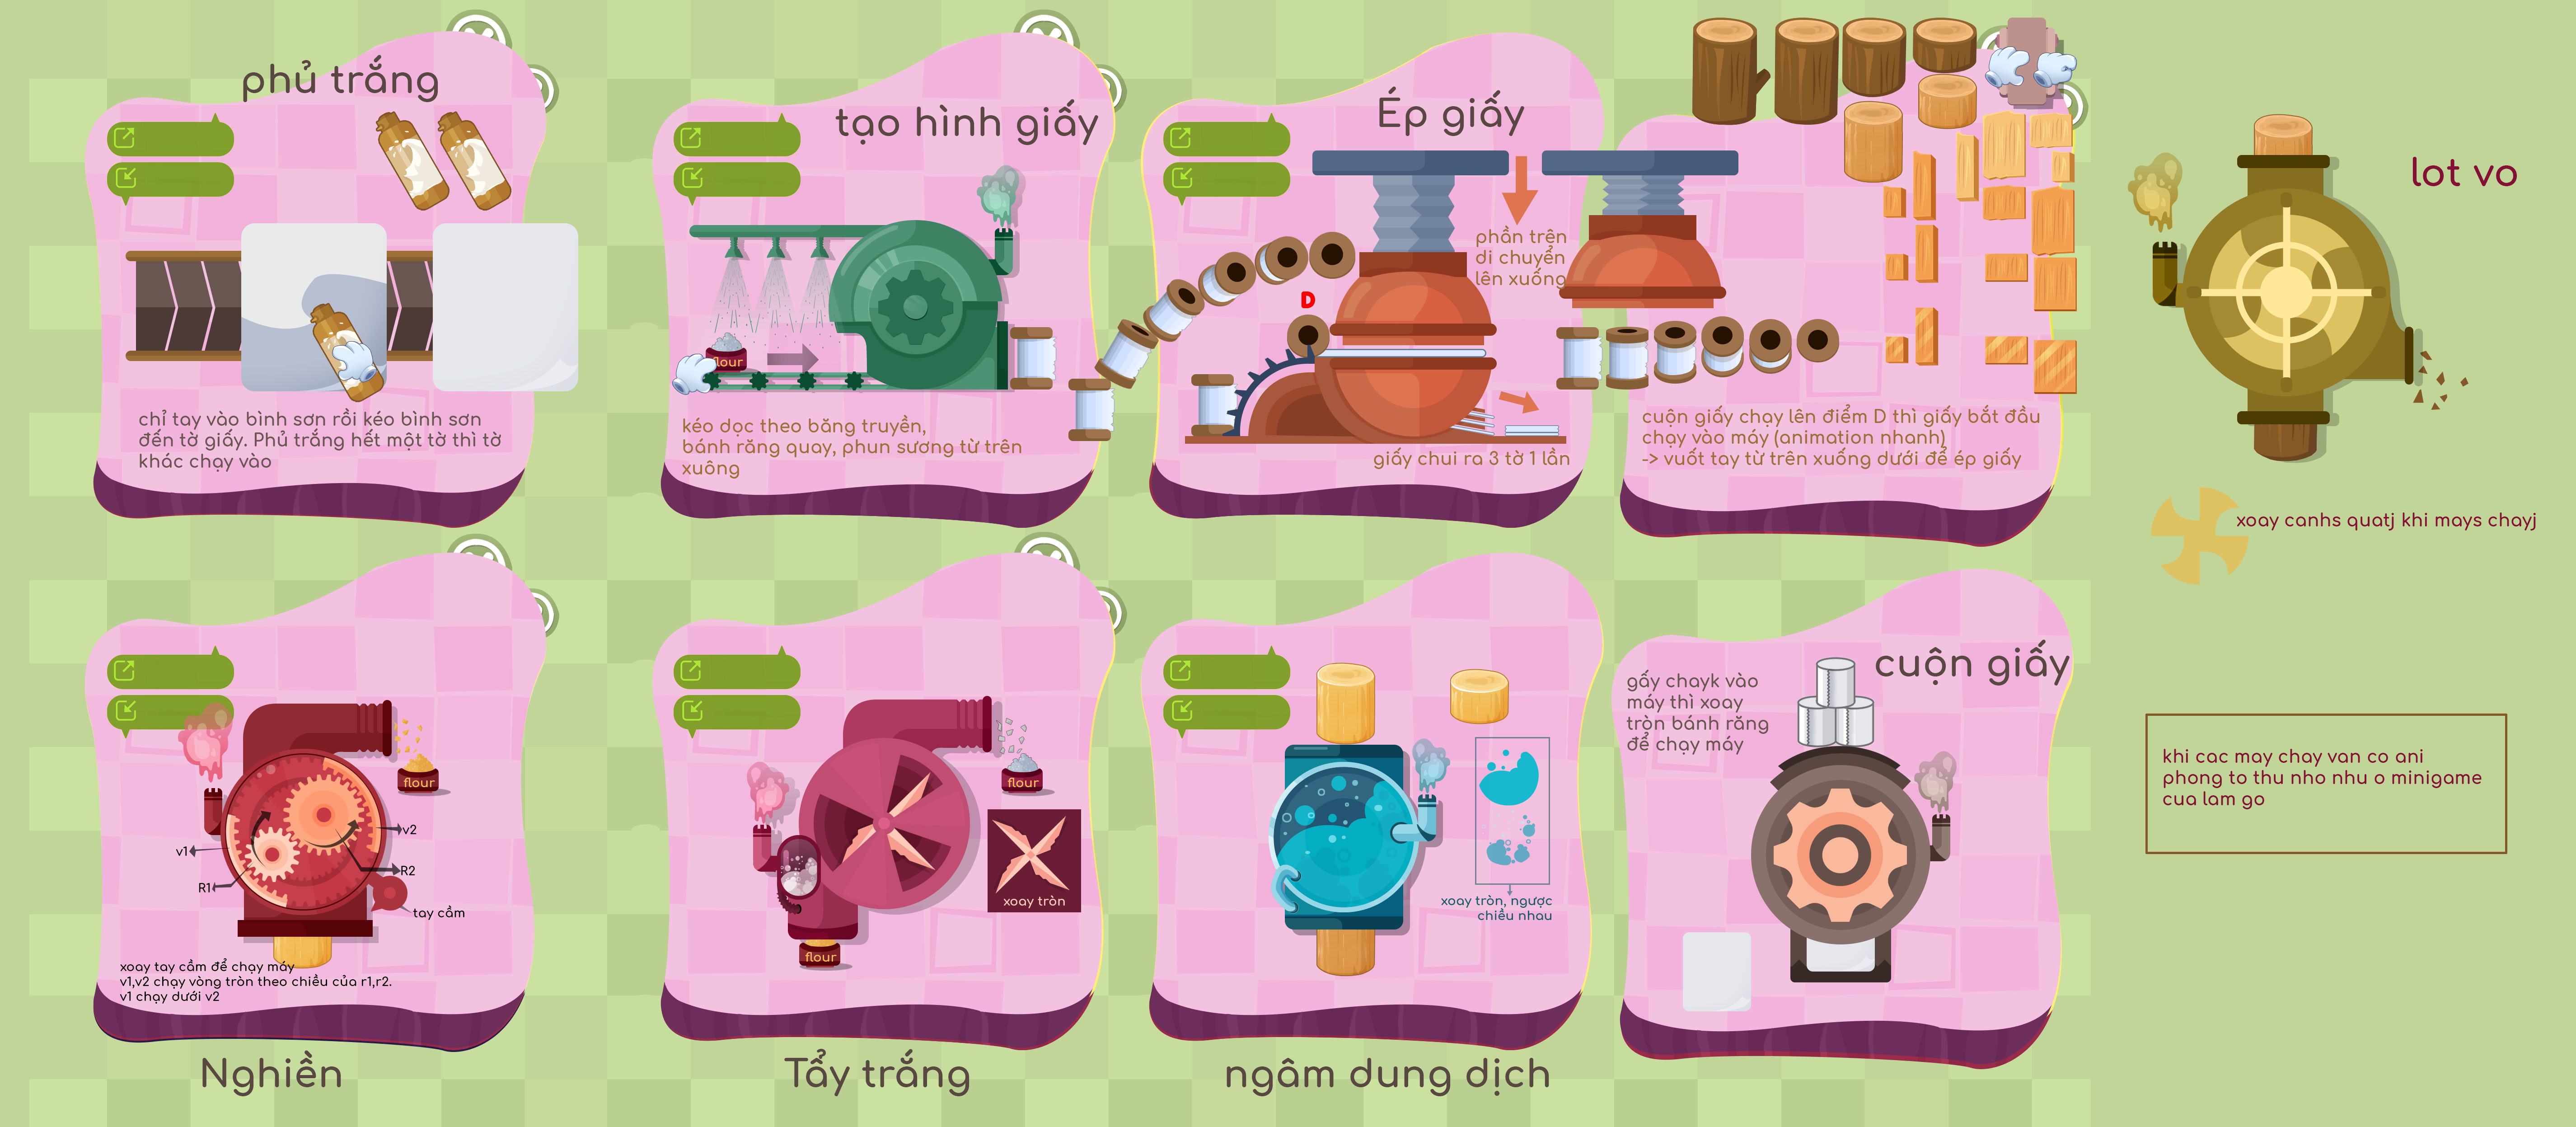 phủ trắng
chỉ tay vào bình sơn rồi kéo bình sơn
đến tờ giấy. Phủ trắng hết một tờ thì tờ
khác chạy vào
tạo hình giấy
flour
kéo dọc theo băng truyền,
bánh răng quay, phun sương từ trên
xuông
Ép giấy
phần trên
di chuyển
lên xuống
D
giấy chui ra 3 tờ 1 lần
cuộn giấy chạy lên điểm D thì giấy bắt đầu
chạy vào máy (animation nhanh)
-> vuốt tay từ trên xuống dưới để ép giấy
lot vo
xoay canhs quatj khi mays chayj
flour
v1
v2
R1
R2
tay cầm
xoay tay cầm để chạy máy
v1,v2 chạy vòng tròn theo chiều của r1,r2.
v1 chạy dưới v2
Nghiền
flour
xoay tròn
flour
Tẩy trắng
xoay tròn, ngược
chiều nhau
ngâm dung dịch
cuộn giấy
gấy chayk vào
máy thì xoay
tròn bánh răng
để chạy máy
khi cac may chay van co ani
phong to thu nho nhu o minigame
cua lam go